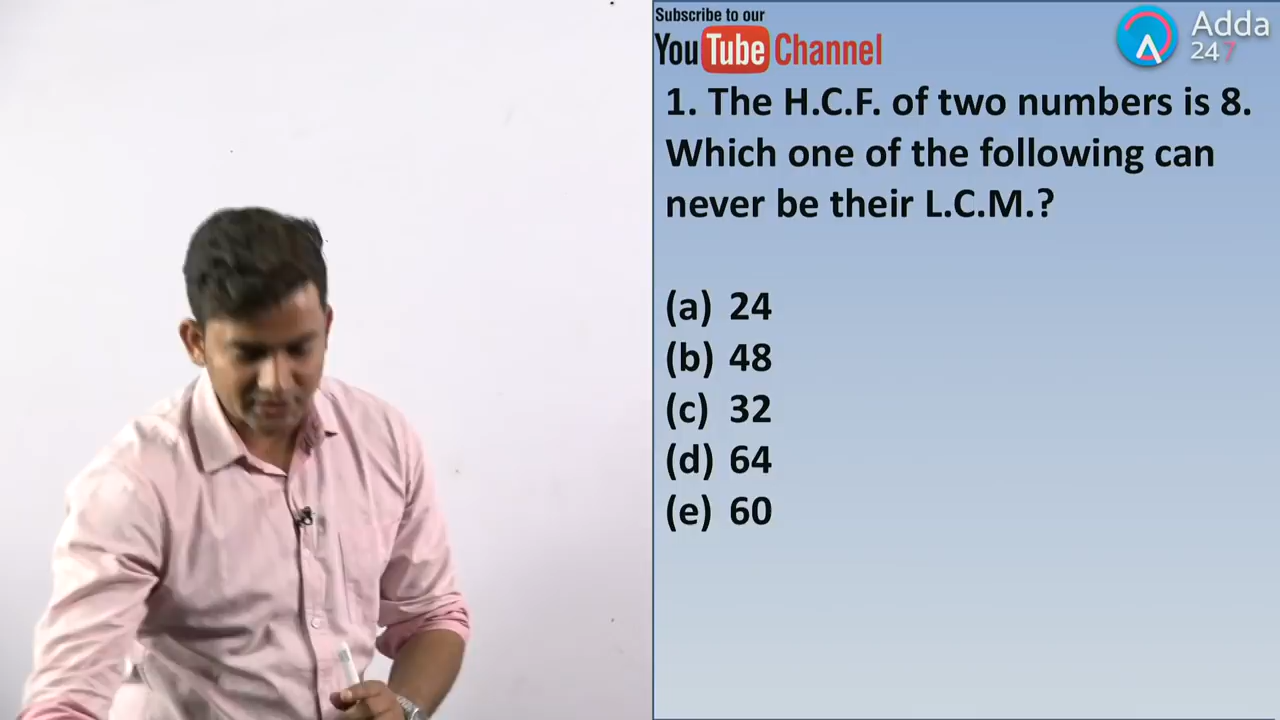 Subscribe to our
YouTube Channel
Adda
247
1. The H.C.F. of two numbers is 8.
Which one of the following can
never be their L.C.M.?
(a) 24
(b) 48
(c) 32
(d) 64
(e) 60